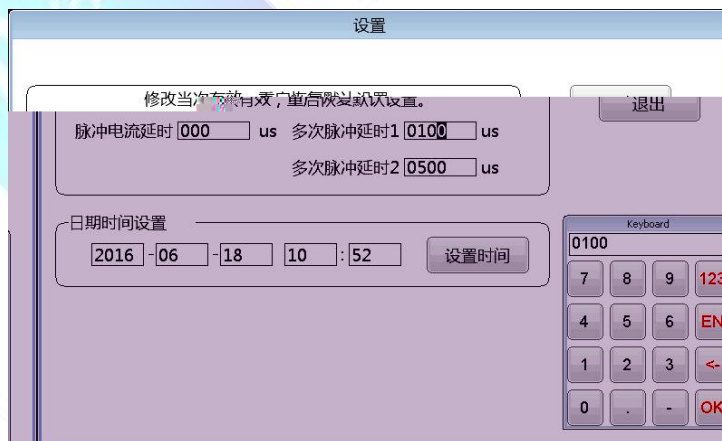 设置
修改当次有效,重启恢复默认设置。
退出
脉冲电流延时 000 us 多次脉冲延时1 0100 us
多次脉冲延时2 0500 us
日期时间设置
2016 - 06 - 18 10 : 52 设置时间
Keyboard
0100
7 8 9 123
4 5 6 EN
1 2 3 <-
0 . - OK